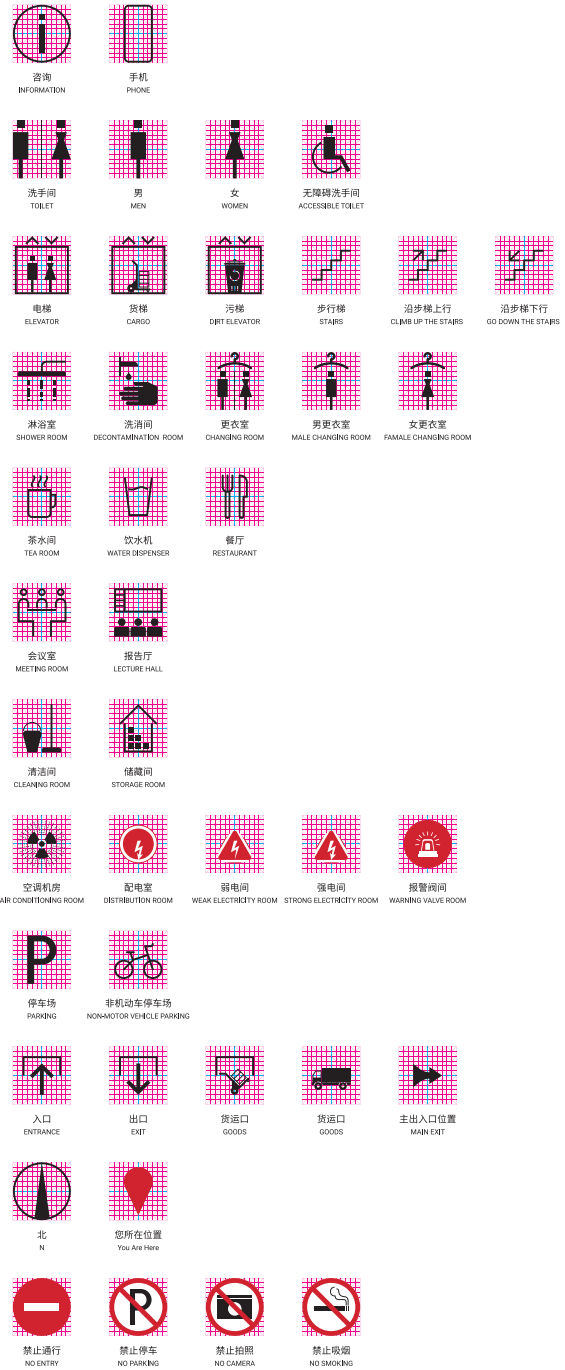 咨询 手机
INFORMATION PHONE
洗手间 男 女 无障碍洗手间
TOILET MEN WOMEN ACCESSIBLE TOILET
电梯 货梯 污梯 步行梯 沿步梯上行 沿步梯下行
ELEVATOR CARGO DIRT ELEVATOR STAIRS CLIMB UP THE STAIRS GO DOWN THE STAIRS
淋浴室 洗消间 更衣室 男更衣室 女更衣室
SHOWER ROOM DECONTAMINATION ROOM CHANGING ROOM MALE CHANGING ROOM FAMALE CHANGING ROOM
茶水间 饮水机 餐厅
TEA ROOM WATER DISPENSER RESTAURANT
会议室 报告厅
MEETING ROOM LECTURE HALL
清洁间 储藏间
CLEANING ROOM STORAGE ROOM
空调机房 配电室 弱电间 强电间 报警阀间
AIR CONDITIONING ROOM DISTRIBUTION ROOM WEAK ELECTRICITY ROOM STRONG ELECTRICITY ROOM WARNING VALVE ROOM
P
停车场 非机动车停车场
PARKING NON-MOTOR VEHICLE PARKING
入口 出口 货运口 货运口 主出入口位置
ENTRANCE EXIT GOODS GOODS MAIN EXIT
北 您所在位置
N You Are Here
P
禁止通行 禁止停车 禁止拍照 禁止吸烟
NO ENTRY NO PARKING NO CAMERA NO SMOKING